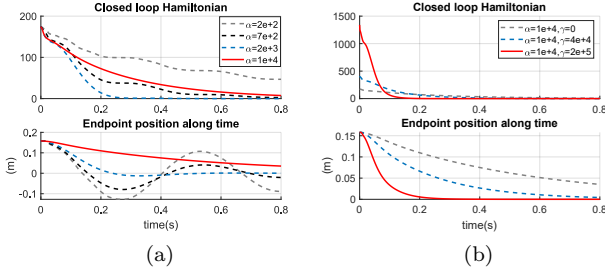 Closed loop Hamiltonian
200
100
0
α=2e+2
α=7e+2
α=2e+3
α=1e+4
0 0.2 0.4 0.6 0.8
Endpoint position along time
(m)
0.2
0.1
0
-0.1
0 0.2 0.4 0.6 0.8
time(s)
(a)
Closed loop Hamiltonian
1500
1000
500
0
α=1e+4,γ=0
α=1e+4,γ=4e+4
α=1e+4,γ=2e+5
0 0.2 0.4 0.6 0.8
Endpoint position along time
(m)
0.15
0.1
0.05
0
0 0.2 0.4 0.6 0.8
time(s)
(b)